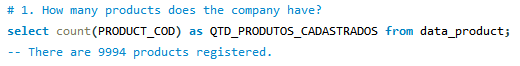 # 1. How many products does the company have?
select count(PRODUCT_COD) as QTD_PRODUTOS_CADASTRADOS from data_product;
-- There are 9994 products registered.